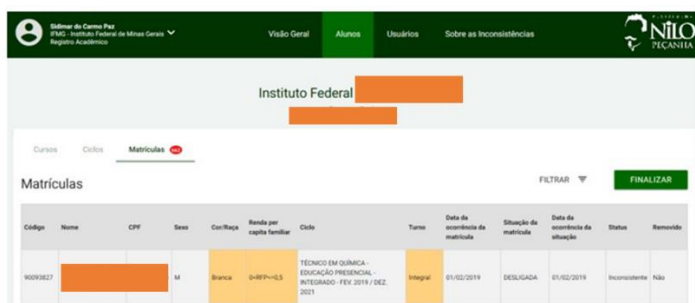 Sidimar do Carmo Paz
IFMG - Instituto Federal de Minas Gerais
Registro Acadêmico
Visão Geral
Alunos
Usuários
Sobre as Inconsistências
NILO
PEÇANHA
Instituto Federal
Cursos
Ciclos
Matrículas
Matrículas
FILTRAR
FINALIZAR
Código
Nome
CPF
Sexo
Cor/Raça
Renda per
capita familiar
Ciclo
Turno
Data da
ocorrência da
matrícula
Situação da
matrícula
Data da
ocorrência da
situação
Status
Removido
90093827
M
Branca
0<RFP<=0,5
TÉCNICO EM QUÍMICA -
EDUCAÇÃO PRESENCIAL -
INTEGRADO - FEV. 2019 / DEZ.
2021
Integral
01/02/2019
DESLIGADA
01/02/2019
Inconsistente
Não